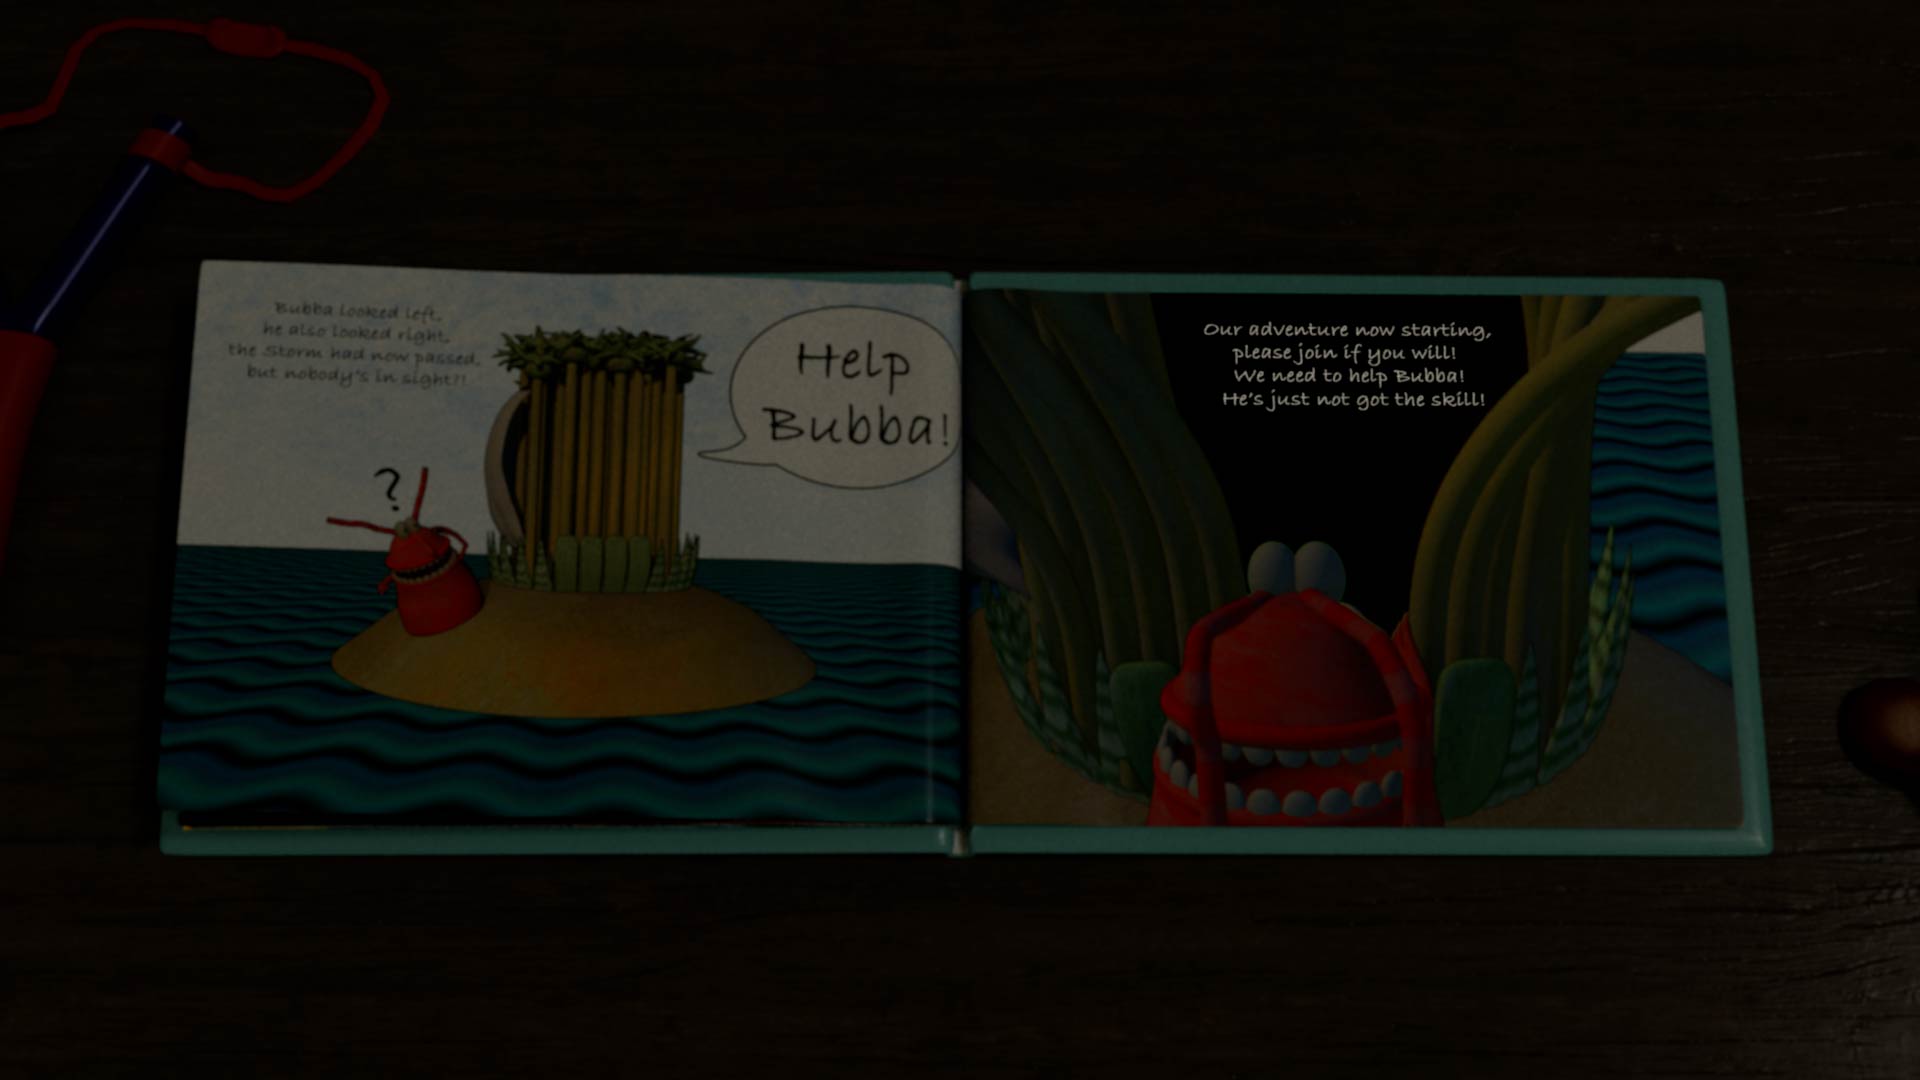 Bubba looked left,
he also looked right,
the Storm had now passed,
but nobody's in sight?!
?
Help
Bubba!
Our adventure now starting,
please join if you will!
We need to help Bubba!
He's just not got the skill!